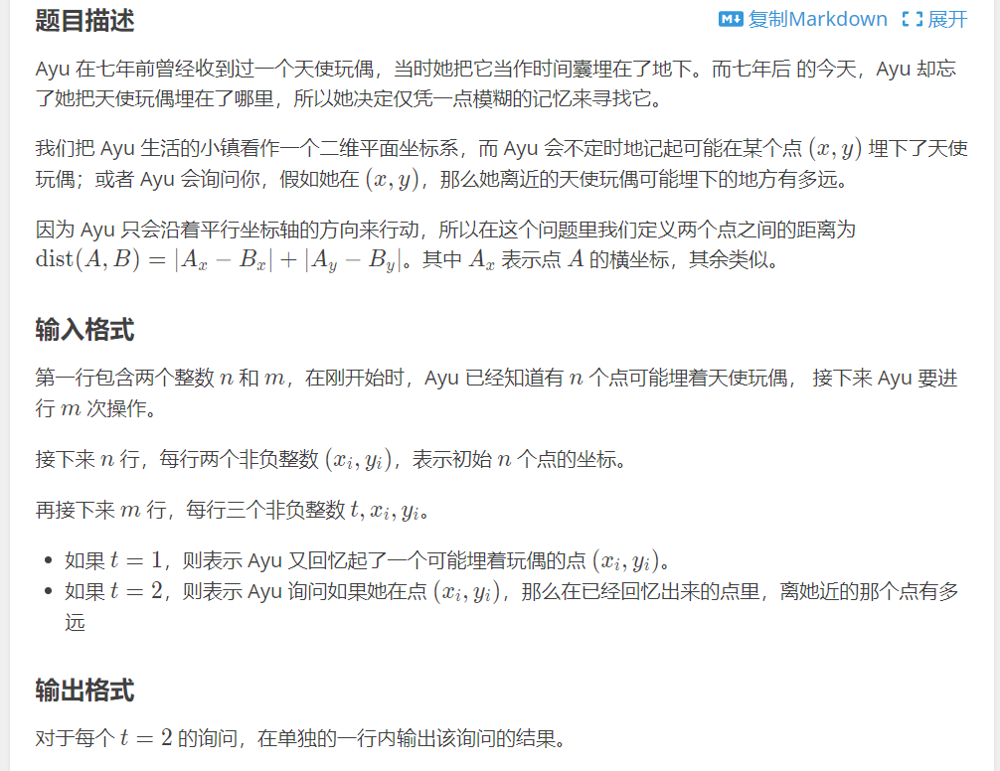 题目描述
M↓ 复制Markdown 展开
Ayu 在七年前曾经收到过一个天使玩偶，当时她把它当作时间囊埋在了地下。而七年后 的今天，Ayu 却忘
了她把天使玩偶埋在了哪里，所以她决定仅凭一点模糊的记忆来寻找它。
我们把 Ayu 生活的小镇看作一个二维平面坐标系，而 Ayu 会不定时地记起可能在某个点 (x, y) 埋下了天使
玩偶；或者 Ayu 会询问你，假如她在 (x, y)，那么她离近的天使玩偶可能埋下的地方有多远。
因为 Ayu 只会沿着平行坐标轴的方向来行动，所以在这个问题里我们定义两个点之间的距离为
dist(A, B) = |Aₓ − Bₓ| + |A_y − B_y|。其中 Aₓ 表示点 A 的横坐标，其余类似。
输入格式
第一行包含两个整数 n 和 m，在刚开始时，Ayu 已经知道有 n 个点可能埋着天使玩偶， 接下来 Ayu 要进
行 m 次操作。
接下来 n 行，每行两个非负整数 (xᵢ, yᵢ)，表示初始 n 个点的坐标。
再接下来 m 行，每行三个非负整数 t, xᵢ, yᵢ。
• 如果 t = 1，则表示 Ayu 又回忆起了一个可能埋着玩偶的点 (xᵢ, yᵢ)。
• 如果 t = 2，则表示 Ayu 询问如果她在点 (xᵢ, yᵢ)，那么在已经回忆出来的点里，离她近的那个点有多
远
输出格式
对于每个 t = 2 的询问，在单独的一行内输出该询问的结果。